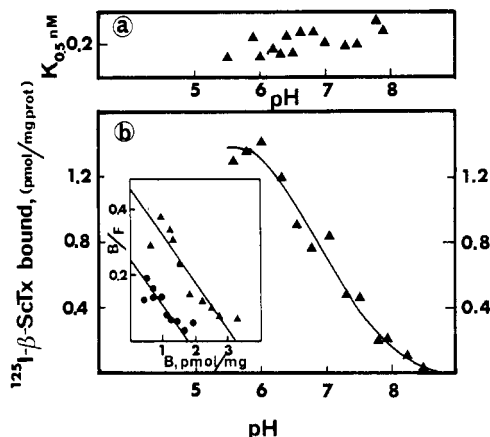 a
K0.5 nM
0,2
5 6 7 8
pH
b
125I-β-ScTx bound, (pmol/mg prot)
1.2
0.8
0.4
1.2
0.8
0.4
B/F
0,4
0,2
1 2 3
B, pmol/mg
5 6 7 8
pH